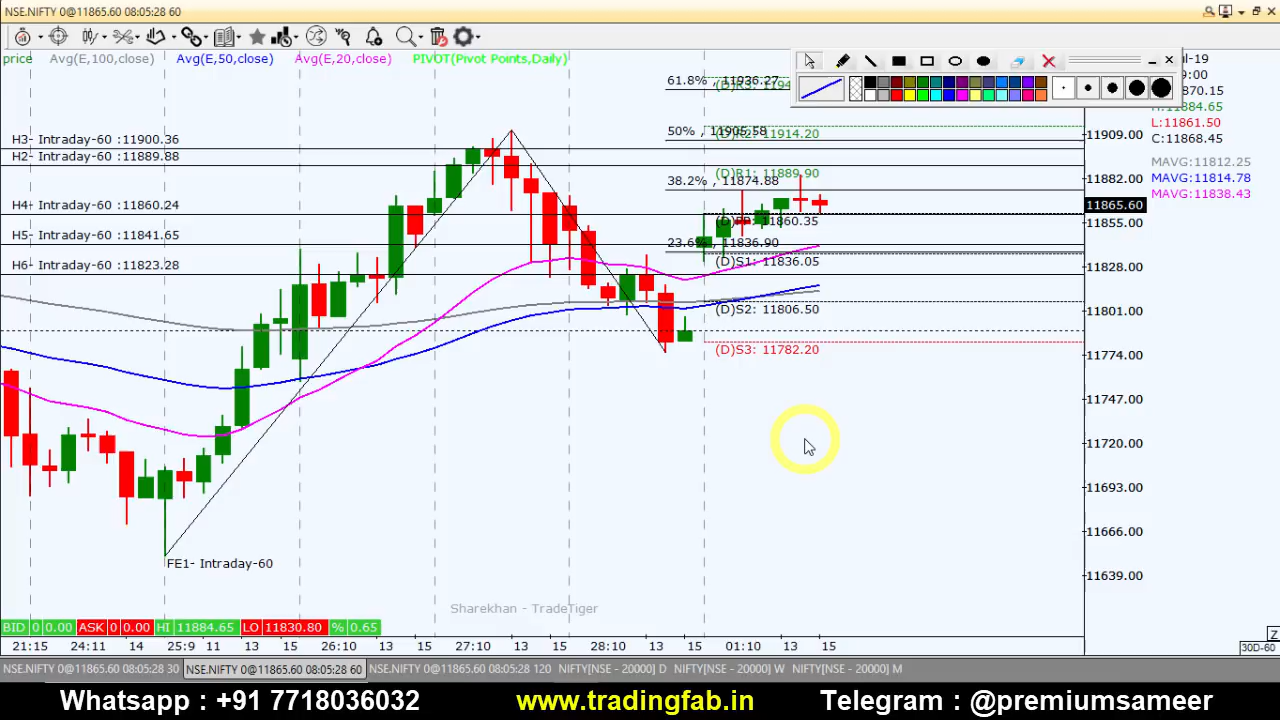 NSE.NIFTY 0@11865.60 08:05:28 60
price Avg(E,100,close) Avg(E,50,close) Avg(E,20,close) PIVOT(Pivot Points,Daily)
61.8% , 11936.27
50% , 11905.58
(D)R2: 11914.20
H3- Intraday-60 :11900.36
H2- Intraday-60 :11889.88
(D)R1: 11889.90
38.2% , 11874.88
H4- Intraday-60 :11860.24
11860.35
H5- Intraday-60 :11841.65
23.6% , 11836.90
H6- Intraday-60 :11823.28
(D)S1: 11836.05
(D)S2: 11806.50
(D)S3: 11782.20
FE1- Intraday-60
Sharekhan - TradeTiger
L:11861.50
C:11868.45
MAVG:11812.25
MAVG:11814.78
MAVG:11838.43
11909.00
11882.00
11865.60
11855.00
11828.00
11801.00
11774.00
11747.00
11720.00
11693.00
11666.00
11639.00
BID 0 0.00 ASK 0 0.00 HI 11884.65 LO 11830.80 % 0.65
21:15 24:11 14 25:9 11 13 15 26:10 13 15 27:10 13 15 28:10 13 15 01:10 13 15
30D-60
NSE.NIFTY 0@11865.60 08:05:28 30 NSE.NIFTY 0@11865.60 08:05:28 60 NSE.NIFTY 0@11865.60 08:05:28 120 NIFTY[NSE - 20000] D NIFTY[NSE - 20000] W NIFTY[NSE - 20000] M
Whatsapp : +91 7718036032 www.tradingfab.in Telegram : @premiumsameer